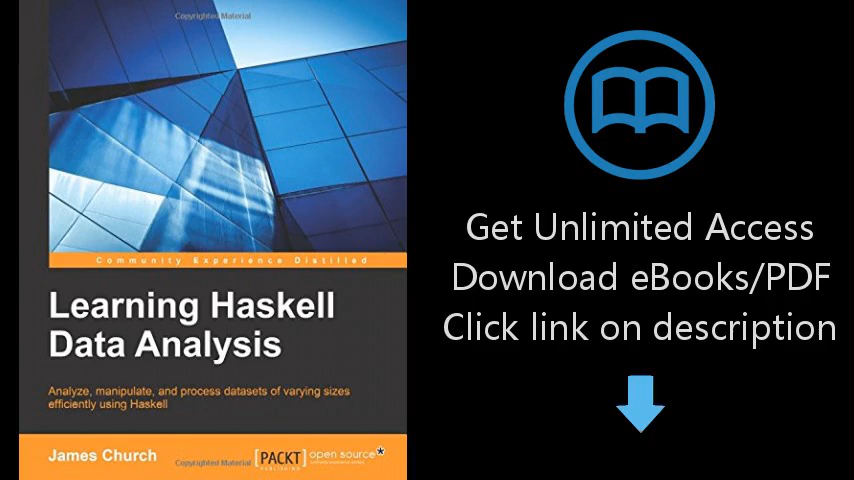 Copyrighted Material
Community Experience Distilled
Learning Haskell
Data Analysis
Analyze, manipulate, and process datasets of varying sizes
efficiently using Haskell
James Church
Copyrighted Material
[PACKT]
PUBLISHING
open source*
Get Unlimited Access
Download eBooks/PDF
Click link on description